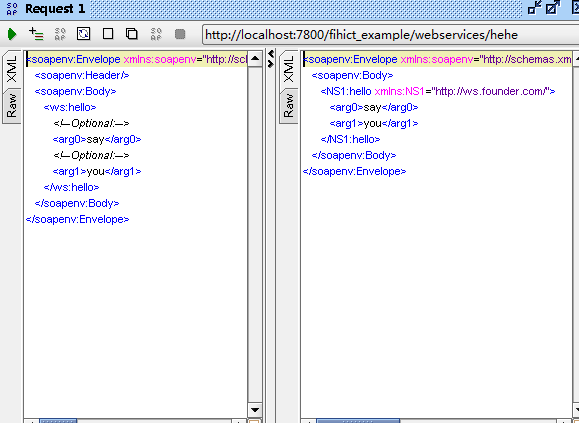 Request 1
http://localhost:7800/fihict_example/webservices/hehe
XML
Raw
<soapenv:Envelope xmlns:soapenv="http://scl
<soapenv:Header/>
<soapenv:Body>
<ws:hello>
<!--Optional:-->
<arg0>say</arg0>
<!--Optional:-->
<arg1>you</arg1>
</ws:hello>
</soapenv:Body>
</soapenv:Envelope>
XML
Raw
<soapenv:Envelope xmlns:soapenv="http://schemas.xm
<soapenv:Body>
<NS1:hello xmlns:NS1="http://ws.founder.com/">
<arg0>say</arg0>
<arg1>you</arg1>
</NS1:hello>
</soapenv:Body>
</soapenv:Envelope>